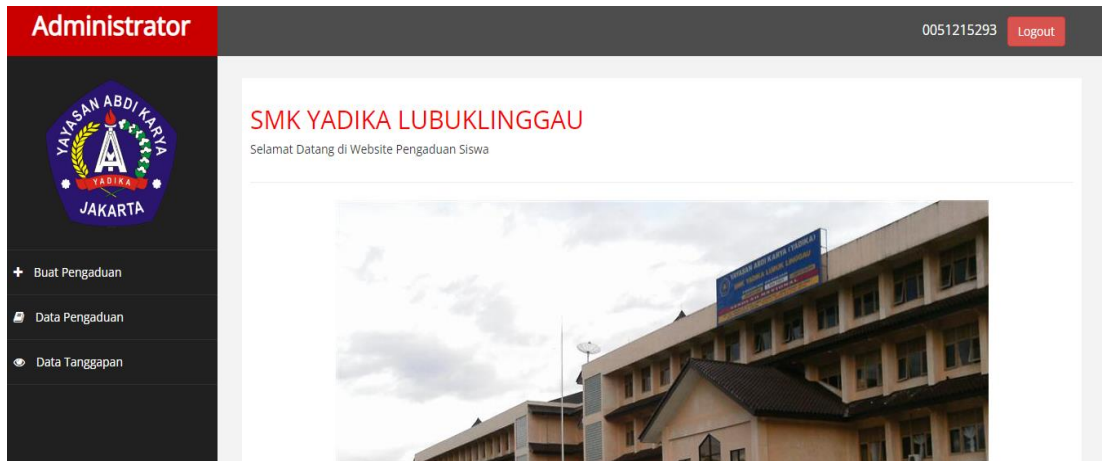 Administrator
0051215293
Logout
YAYASAN ABDI KARYA
YADIKA
JAKARTA
SMK YADIKA LUBUKLINGGAU
Selamat Datang di Website Pengaduan Siswa
Buat Pengaduan
Data Pengaduan
Data Tanggapan
YAYASAN ABDI KARYA (YADIKA)
SMK YADIKA LUBUK LINGGAU